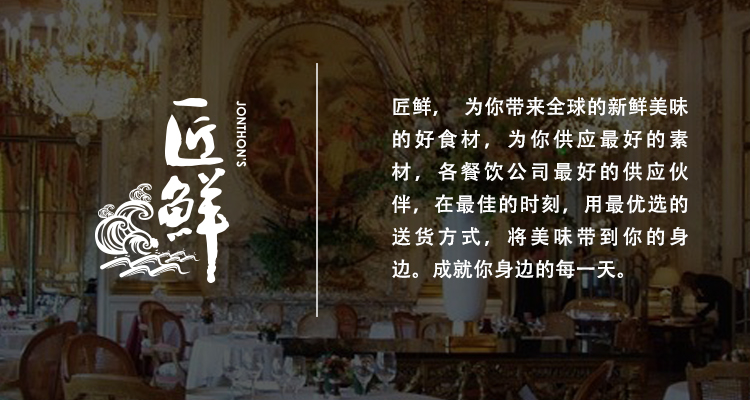 匠鲜
JONTHNON'S
匠鲜， 为你带来全球的新鲜美味
的好食材，为你供应最好的素
材，各餐饮公司最好的供应伙
伴，在最佳的时刻，用最优选的
送货方式，将美味带到你的身
边。成就你身边的每一天。